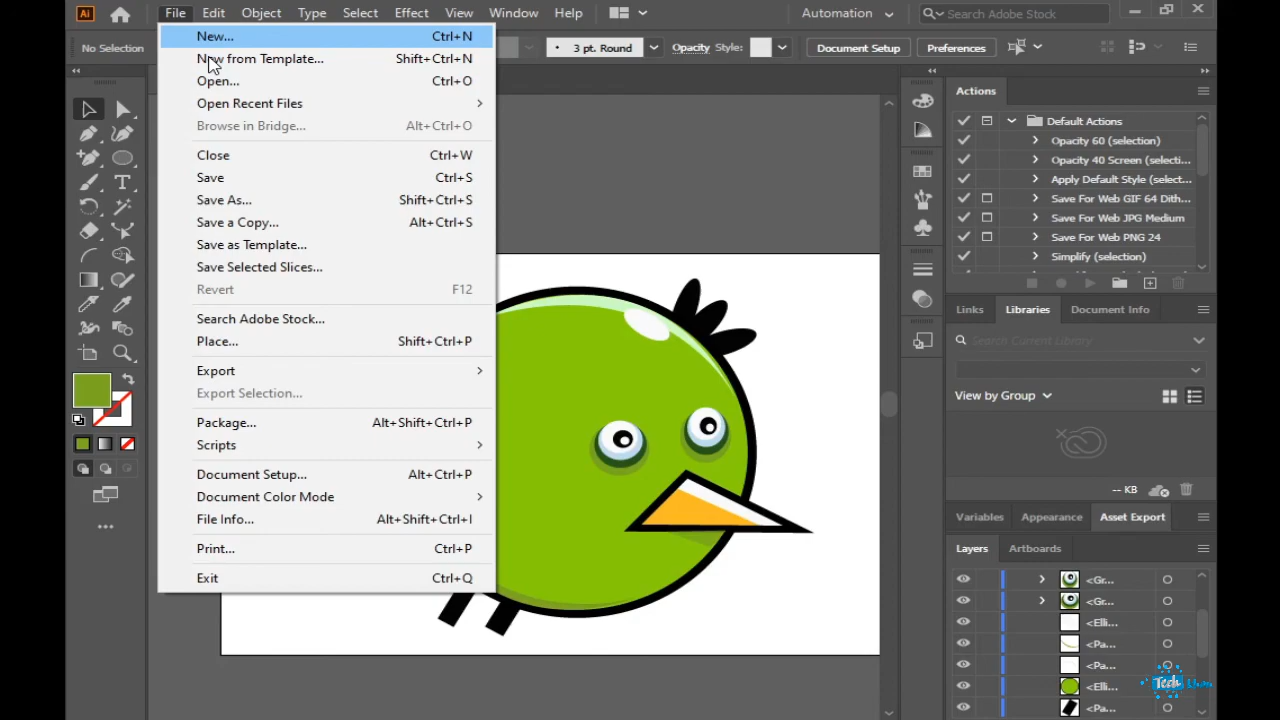 Ai File Edit Object Type Select Effect View Window Help Automation Search Adobe Stock
No Selection 3 pt. Round Opacity Style: Document Setup Preferences
New... Ctrl+N
New from Template... Shift+Ctrl+N
Open... Ctrl+O
Open Recent Files
Browse in Bridge... Alt+Ctrl+O
Close Ctrl+W
Save Ctrl+S
Save As... Shift+Ctrl+S
Save a Copy... Alt+Ctrl+S
Save as Template...
Save Selected Slices...
Revert F12
Search Adobe Stock...
Place... Shift+Ctrl+P
Export
Export Selection...
Package... Alt+Shift+Ctrl+P
Scripts
Document Setup... Alt+Ctrl+P
Document Color Mode
File Info... Alt+Shift+Ctrl+I
Print... Ctrl+P
Exit Ctrl+Q
Actions
Default Actions
Opacity 60 (selection)
Opacity 40 Screen (selecti...
Apply Default Style (select...
Save For Web GIF 64 Dith...
Save For Web JPG Medium
Save For Web PNG 24
Simplify (selection)
Links Libraries Document Info
Search Current Library
View by Group
-- KB
Variables Appearance Asset Export
Layers Artboards
<Gr...
<Gr...
<Elli...
<Pa...
<Pa...
<Elli...
<Pa...
Tech